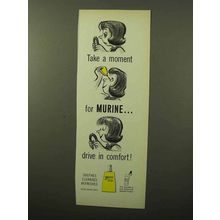 Take a moment
for MURINE...
drive in comfort!
SOOTHES
CLEANSES
REFRESHES